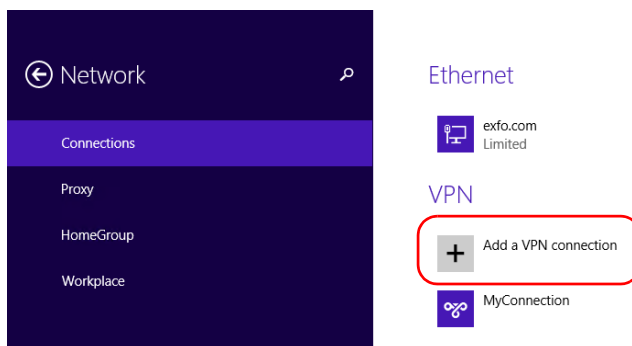 Network
Connections
Proxy
HomeGroup
Workplace
Ethernet
exfo.com
Limited
VPN
Add a VPN connection
MyConnection